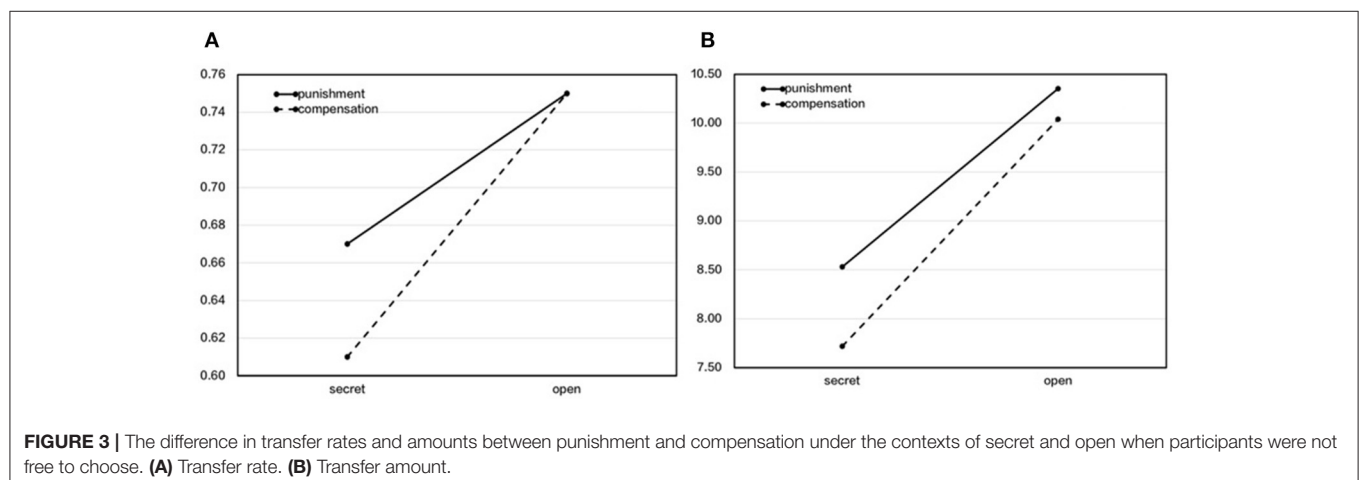 A
0.76
0.74
0.72
0.70
0.68
0.66
0.64
0.62
0.60
punishment
compensation
secret open
B
10.50
10.00
9.50
9.00
8.50
8.00
7.50
punishment
compensation
secret open
FIGURE 3 | The difference in transfer rates and amounts between punishment and compensation under the contexts of secret and open when participants were not
free to choose. (A) Transfer rate. (B) Transfer amount.